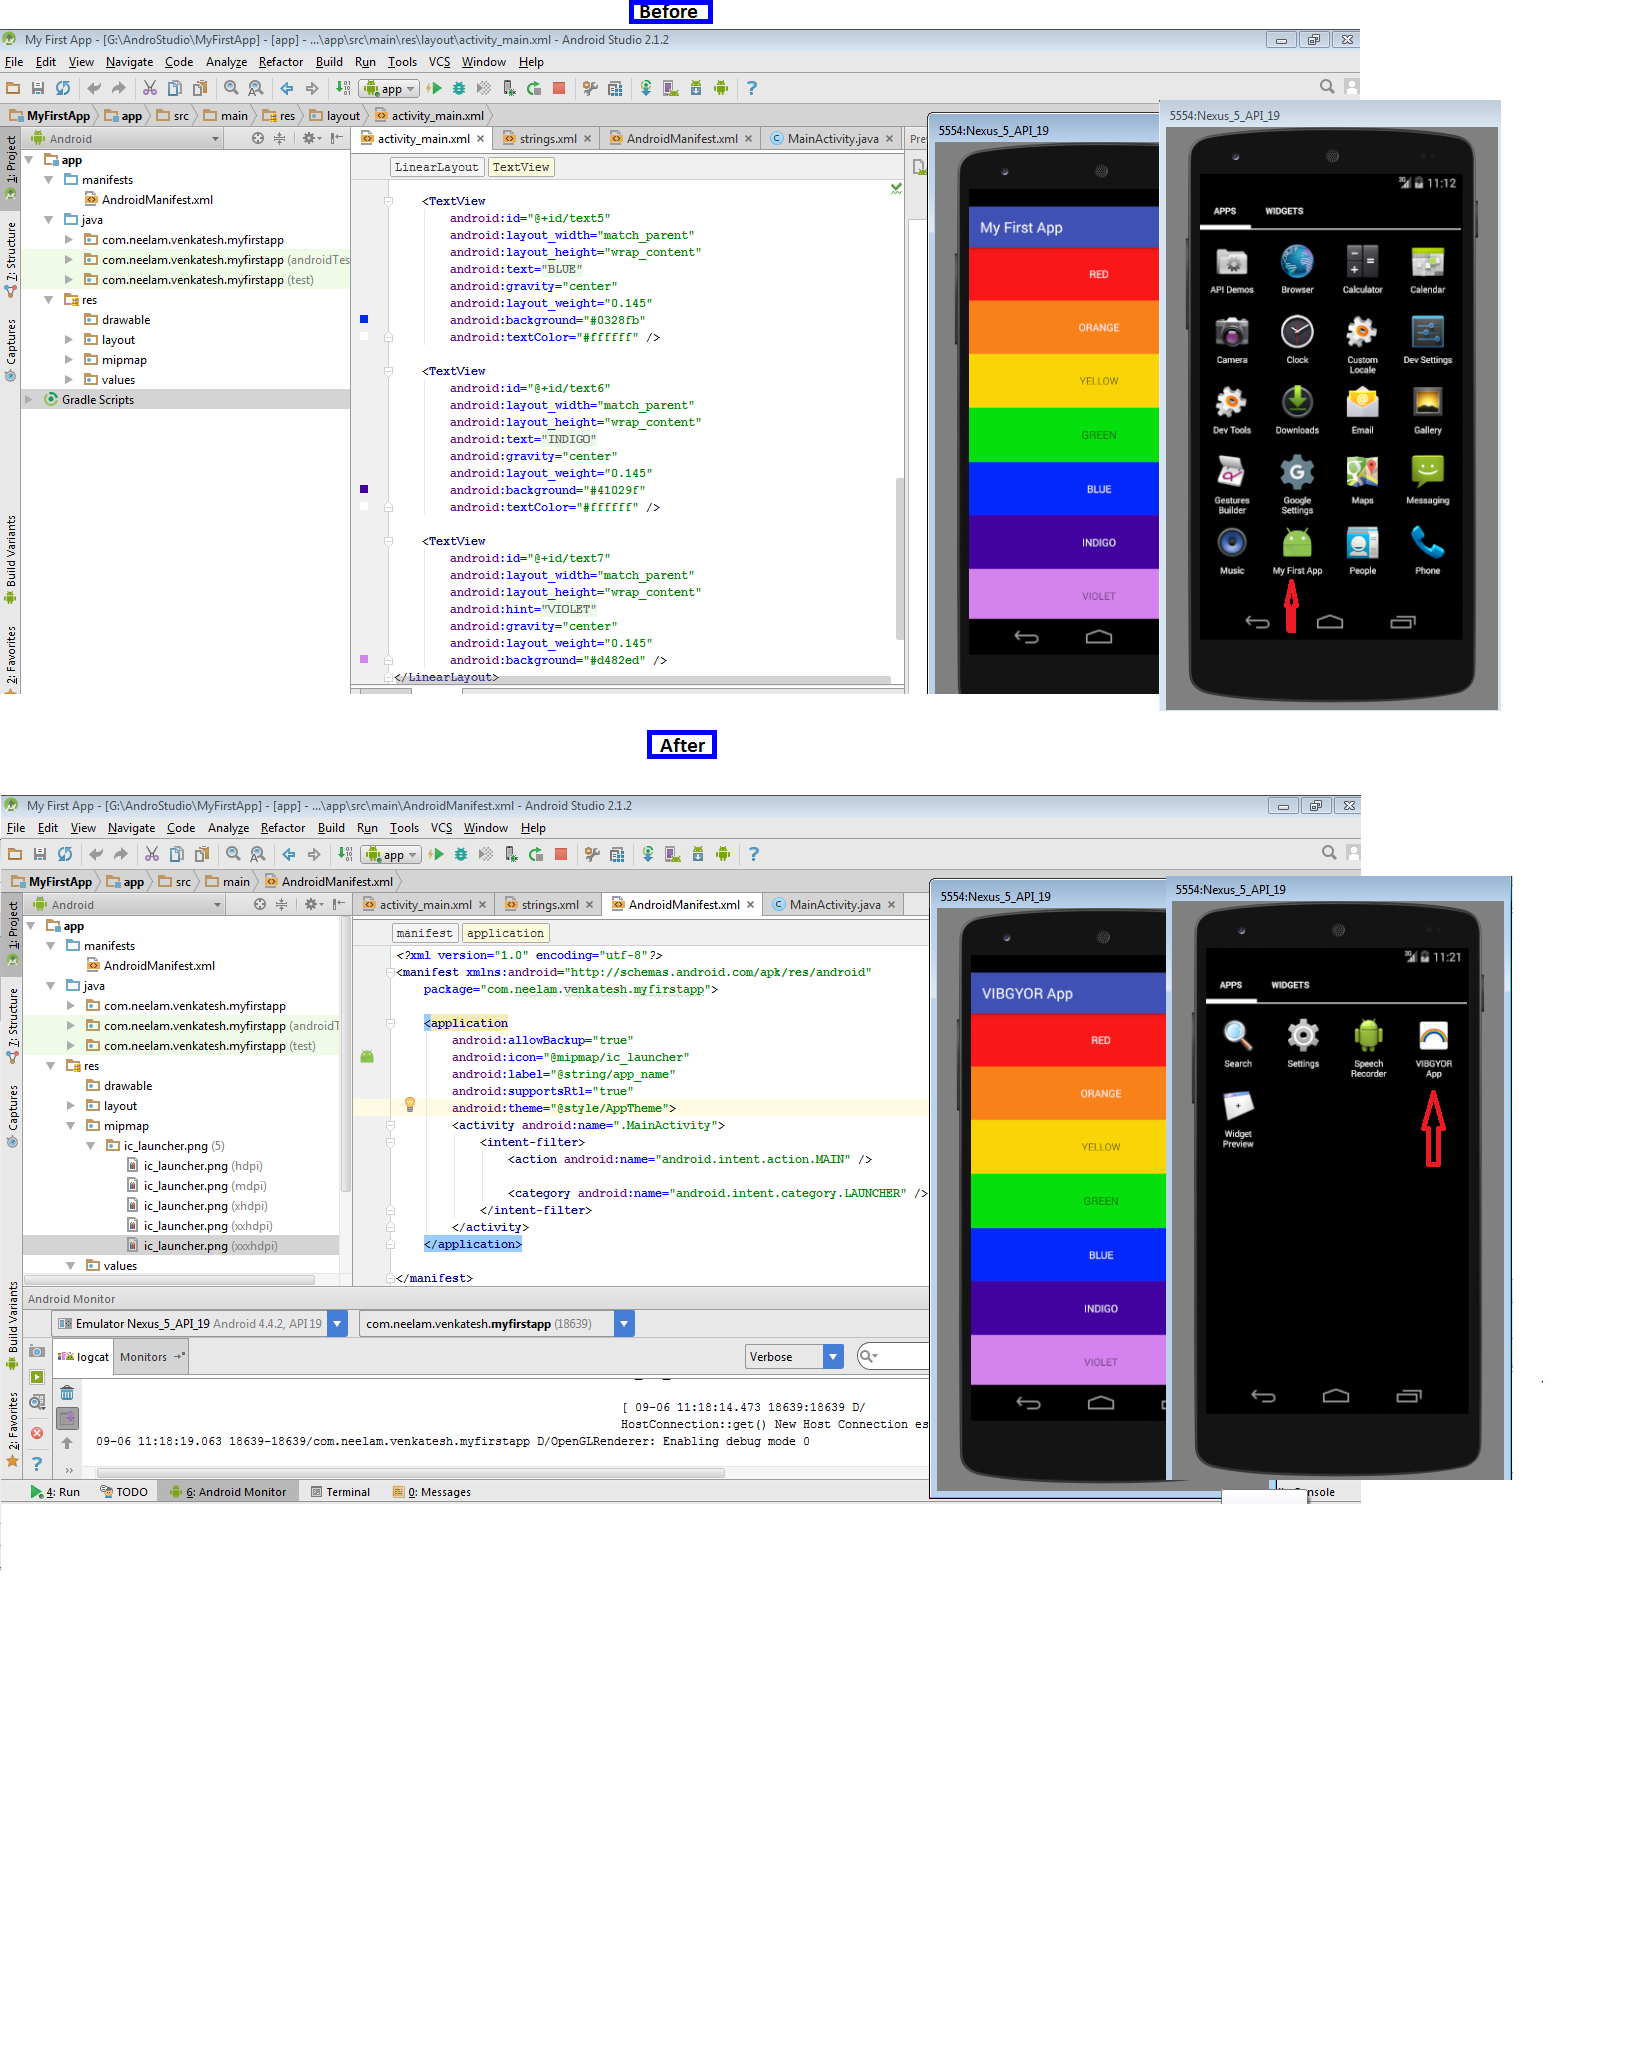 Before
My First App - [G:\AndroStudio\MyFirstApp] - [app] - ...\app\src\main\res\layout\activity_main.xml - Android Studio 2.1.2
File Edit View Navigate Code Analyze Refactor Build Run Tools VCS Window Help
app
MyFirstApp app src main res layout activity_main.xml
1: Project
7: Structure
Captures
Build Variants
2: Favorites
Android
app
manifests
AndroidManifest.xml
java
com.neelam.venkatesh.myfirstapp
com.neelam.venkatesh.myfirstapp (androidTes
com.neelam.venkatesh.myfirstapp (test)
res
drawable
layout
mipmap
values
Gradle Scripts
activity_main.xml strings.xml AndroidManifest.xml MainActivity.java Pre
LinearLayout TextView
<TextView
android:id="@+id/text5"
android:layout_width="match_parent"
android:layout_height="wrap_content"
android:text="BLUE"
android:gravity="center"
android:layout_weight="0.145"
android:background="#0328fb"
android:textColor="#ffffff" />
<TextView
android:id="@+id/text6"
android:layout_width="match_parent"
android:layout_height="wrap_content"
android:text="INDIGO"
android:gravity="center"
android:layout_weight="0.145"
android:background="#41029f"
android:textColor="#ffffff" />
<TextView
android:id="@+id/text7"
android:layout_width="match_parent"
android:layout_height="wrap_content"
android:hint="VIOLET"
android:gravity="center"
android:layout_weight="0.145"
android:background="#d482ed" />
</LinearLayout>
5554:Nexus_5_API_19
My First App
RED
ORANGE
YELLOW
GREEN
BLUE
INDIGO
VIOLET
5554:Nexus_5_API_19
3G 11:12
APPS WIDGETS
API Demos Browser Calculator Calendar
Camera Clock Custom Locale Dev Settings
Dev Tools Downloads Email Gallery
Gestures Builder Google Settings Maps Messaging
Music My First App People Phone
After
My First App - [G:\AndroStudio\MyFirstApp] - [app] - ...\app\src\main\AndroidManifest.xml - Android Studio 2.1.2
File Edit View Navigate Code Analyze Refactor Build Run Tools VCS Window Help
app
MyFirstApp app src main AndroidManifest.xml
1: Project
7: Structure
Captures
Build Variants
2: Favorites
Android
app
manifests
AndroidManifest.xml
java
com.neelam.venkatesh.myfirstapp
com.neelam.venkatesh.myfirstapp (androidT
com.neelam.venkatesh.myfirstapp (test)
res
drawable
layout
mipmap
ic_launcher.png (5)
ic_launcher.png (hdpi)
ic_launcher.png (mdpi)
ic_launcher.png (xhdpi)
ic_launcher.png (xxhdpi)
ic_launcher.png (xxxhdpi)
values
activity_main.xml strings.xml AndroidManifest.xml MainActivity.java
manifest application
<?xml version="1.0" encoding="utf-8"?>
<manifest xmlns:android="http://schemas.android.com/apk/res/android"
package="com.neelam.venkatesh.myfirstapp">
<application
android:allowBackup="true"
android:icon="@mipmap/ic_launcher"
android:label="@string/app_name"
android:supportsRtl="true"
android:theme="@style/AppTheme">
<activity android:name=".MainActivity">
<intent-filter>
<action android:name="android.intent.action.MAIN" />
<category android:name="android.intent.category.LAUNCHER" />
</intent-filter>
</activity>
</application>
</manifest>
5554:Nexus_5_API_19
VIBGYOR App
RED
ORANGE
YELLOW
GREEN
BLUE
INDIGO
VIOLET
5554:Nexus_5_API_19
3G 11:21
APPS WIDGETS
Search Settings Speech Recorder VIBGYOR App
Widget Preview
Android Monitor
Emulator Nexus_5_API_19 Android 4.4.2, API 19 com.neelam.venkatesh.myfirstapp (18639)
logcat Monitors Verbose
[ 09-06 11:18:14.473 18639:18639 D/
HostConnection::get() New Host Connection es
09-06 11:18:19.063 18639-18639/com.neelam.venkatesh.myfirstapp D/OpenGLRenderer: Enabling debug mode 0
4: Run TODO 6: Android Monitor Terminal 0: Messages nsole